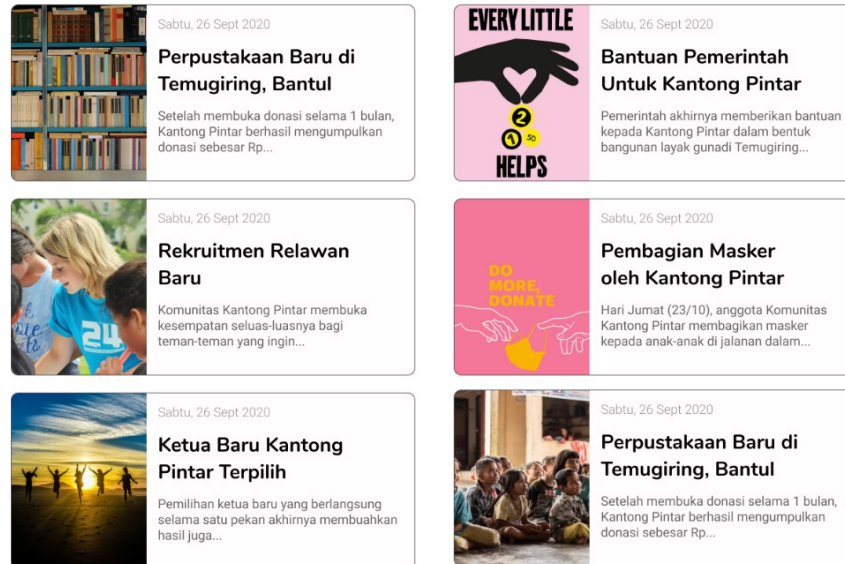 Sabtu, 26 Sept 2020
Perpustakaan Baru di
Temugiring, Bantul
Setelah membuka donasi selama 1 bulan,
Kantong Pintar berhasil mengumpulkan
donasi sebesar Rp...
EVERY LITTLE
2
1
50
HELPS
Sabtu, 26 Sept 2020
Bantuan Pemerintah
Untuk Kantong Pintar
Pemerintah akhirnya memberikan bantuan
kepada Kantong Pintar dalam bentuk
bangunan layak gunadi Temugiring...
24
Sabtu, 26 Sept 2020
Rekruitmen Relawan
Baru
Komunitas Kantong Pintar membuka
kesempatan seluas-luasnya bagi
teman-teman yang ingin...
DO
MORE,
DONATE
Sabtu, 26 Sept 2020
Pembagian Masker
oleh Kantong Pintar
Hari Jumat (23/10), anggota Komunitas
Kantong Pintar membagikan masker
kepada anak-anak di jalanan dalam...
Sabtu, 26 Sept 2020
Ketua Baru Kantong
Pintar Terpilih
Pemilihan ketua baru yang berlangsung
selama satu pekan akhirnya membuahkan
hasil juga...
Sabtu, 26 Sept 2020
Perpustakaan Baru di
Temugiring, Bantul
Setelah membuka donasi selama 1 bulan,
Kantong Pintar berhasil mengumpulkan
donasi sebesar Rp...